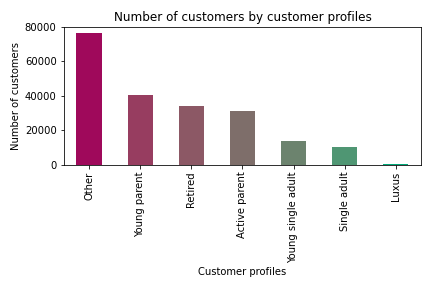 Number of customers by customer profiles
Number of customers
80000
60000
40000
20000
0
Other
Young parent
Retired
Active parent
Young single adult
Single adult
Luxus
Customer profiles